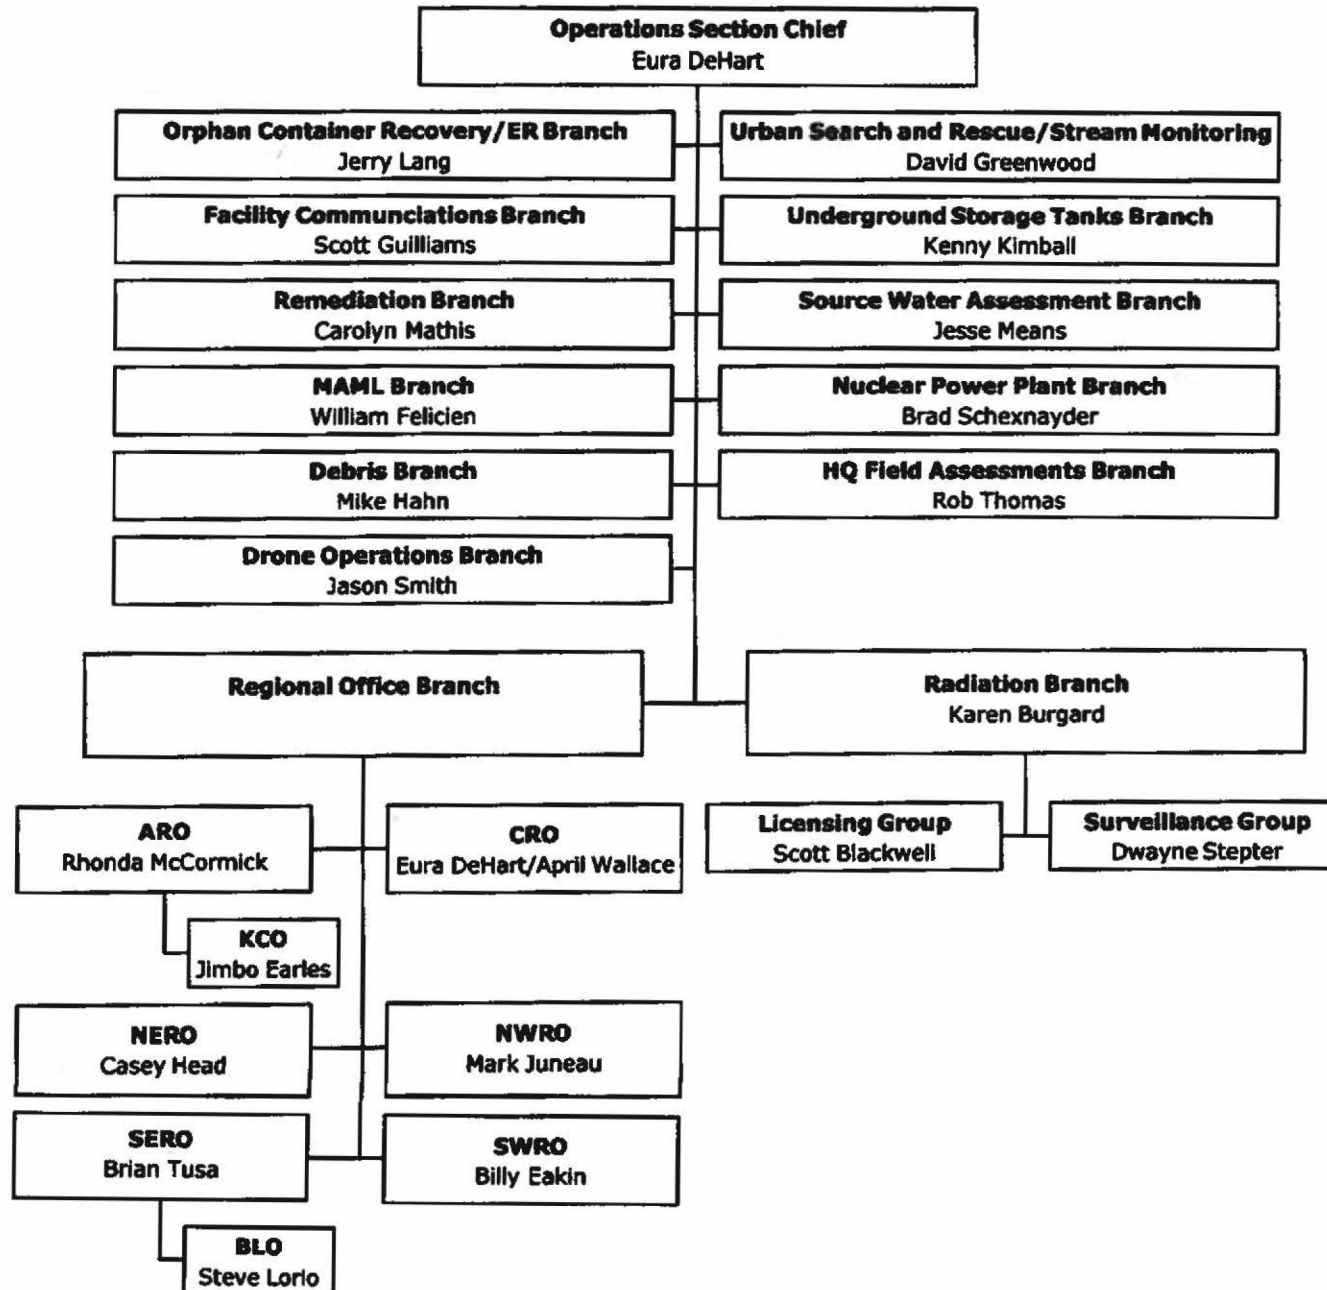 Operations Section Chief
Eura DeHart
Orphan Container Recovery/ER Branch
Jerry Lang
Urban Search and Rescue/Stream Monitoring
David Greenwood
Facility Communciations Branch
Scott Guilliams
Underground Storage Tanks Branch
Kenny Kimball
Remediation Branch
Carolyn Mathis
Source Water Assessment Branch
Jesse Means
MAML Branch
William Felicien
Nuclear Power Plant Branch
Brad Schexnayder
Debris Branch
Mike Hahn
HQ Field Assessments Branch
Rob Thomas
Drone Operations Branch
Jason Smith
Regional Office Branch
Radiation Branch
Karen Burgard
ARO
Rhonda McCormick
CRO
Eura DeHart/April Wallace
Licensing Group
Scott Blackwell
Surveillance Group
Dwayne Stepter
KCO
Jimbo Earles
NERO
Casey Head
NWRO
Mark Juneau
SERO
Brian Tusa
SWRO
Billy Eakin
BLO
Steve Lorio